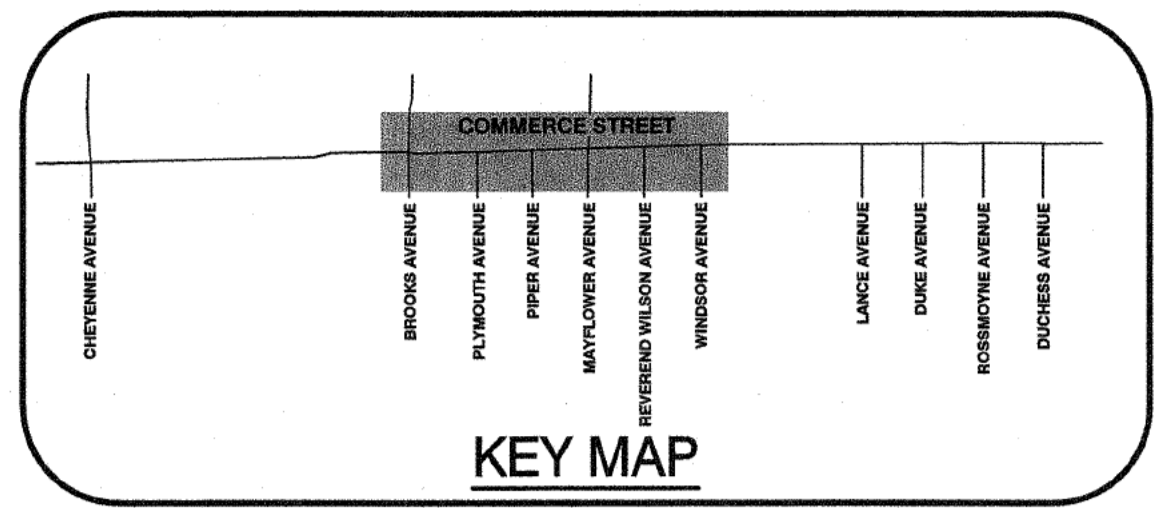 COMMERCE STREET
CHEYENNE AVENUE
BROOKS AVENUE
PLYMOUTH AVENUE
PIPER AVENUE
MAYFLOWER AVENUE
REVEREND WILSON AVENUE
WINDSOR AVENUE
LANCE AVENUE
DUKE AVENUE
ROSSMOYNE AVENUE
DUCHESS AVENUE
KEY MAP